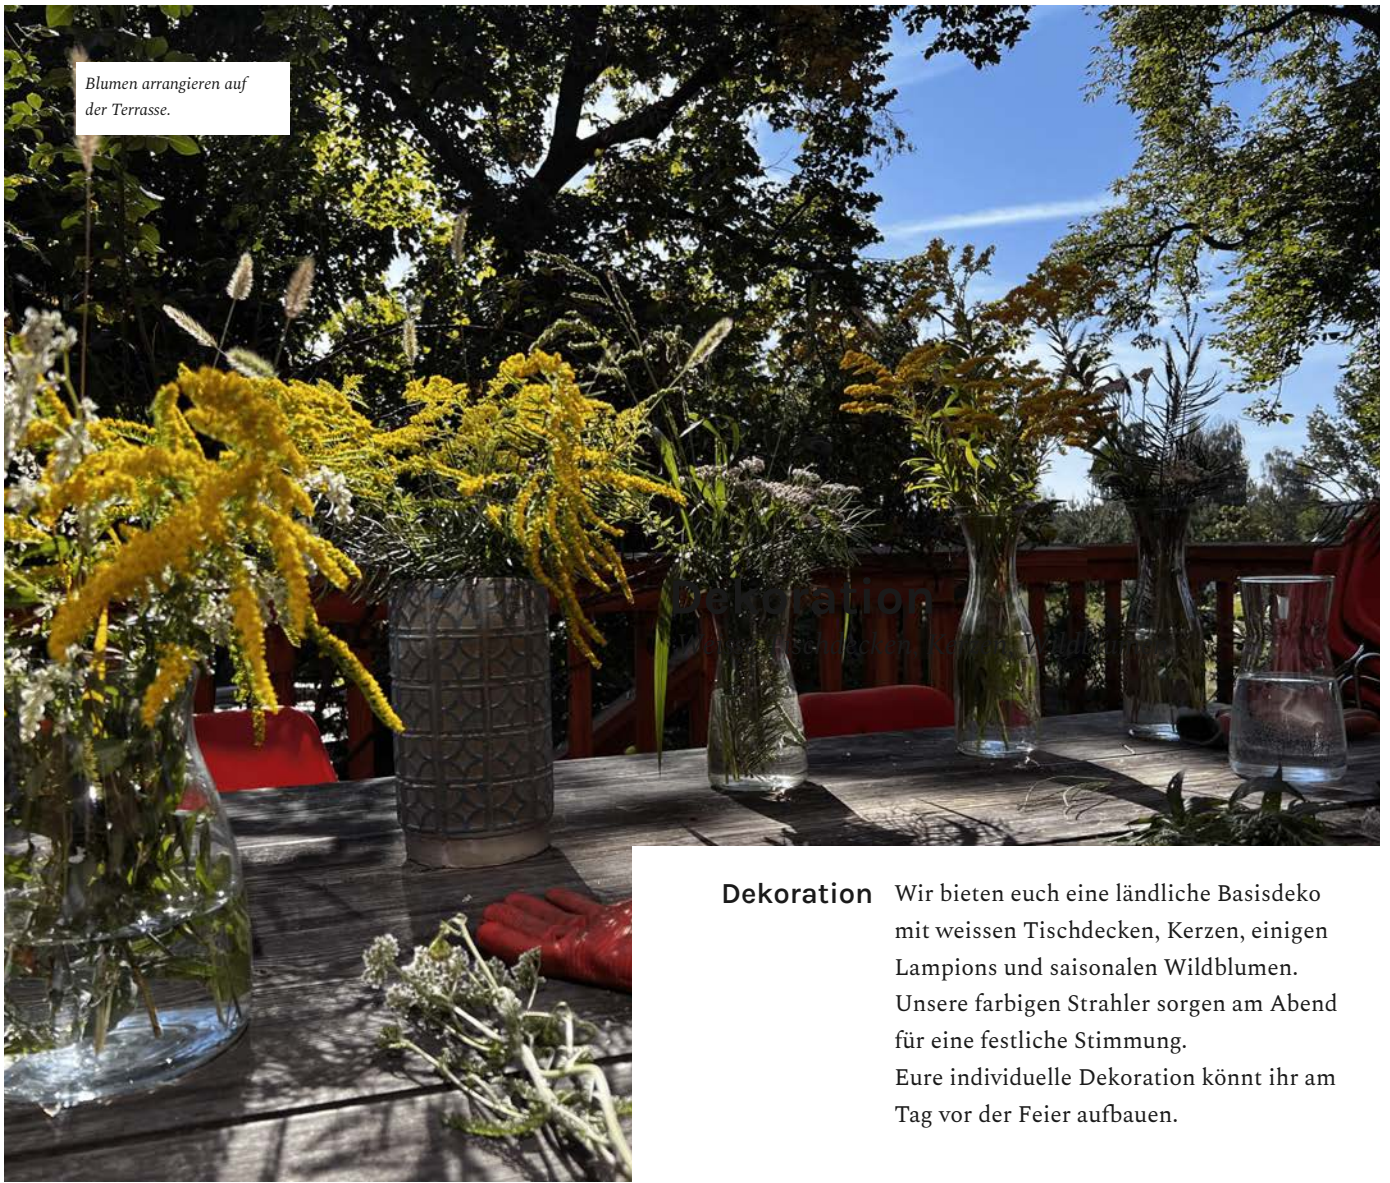 Blumen arrangieren auf
der Terrasse.
Dekoration
Dekoration
Wir bieten euch eine ländliche Basisdeko
mit weissen Tischdecken, Kerzen, einigen
Lampions und saisonalen Wildblumen.
Unsere farbigen Strahler sorgen am Abend
für eine festliche Stimmung.
Eure individuelle Dekoration könnt ihr am
Tag vor der Feier aufbauen.